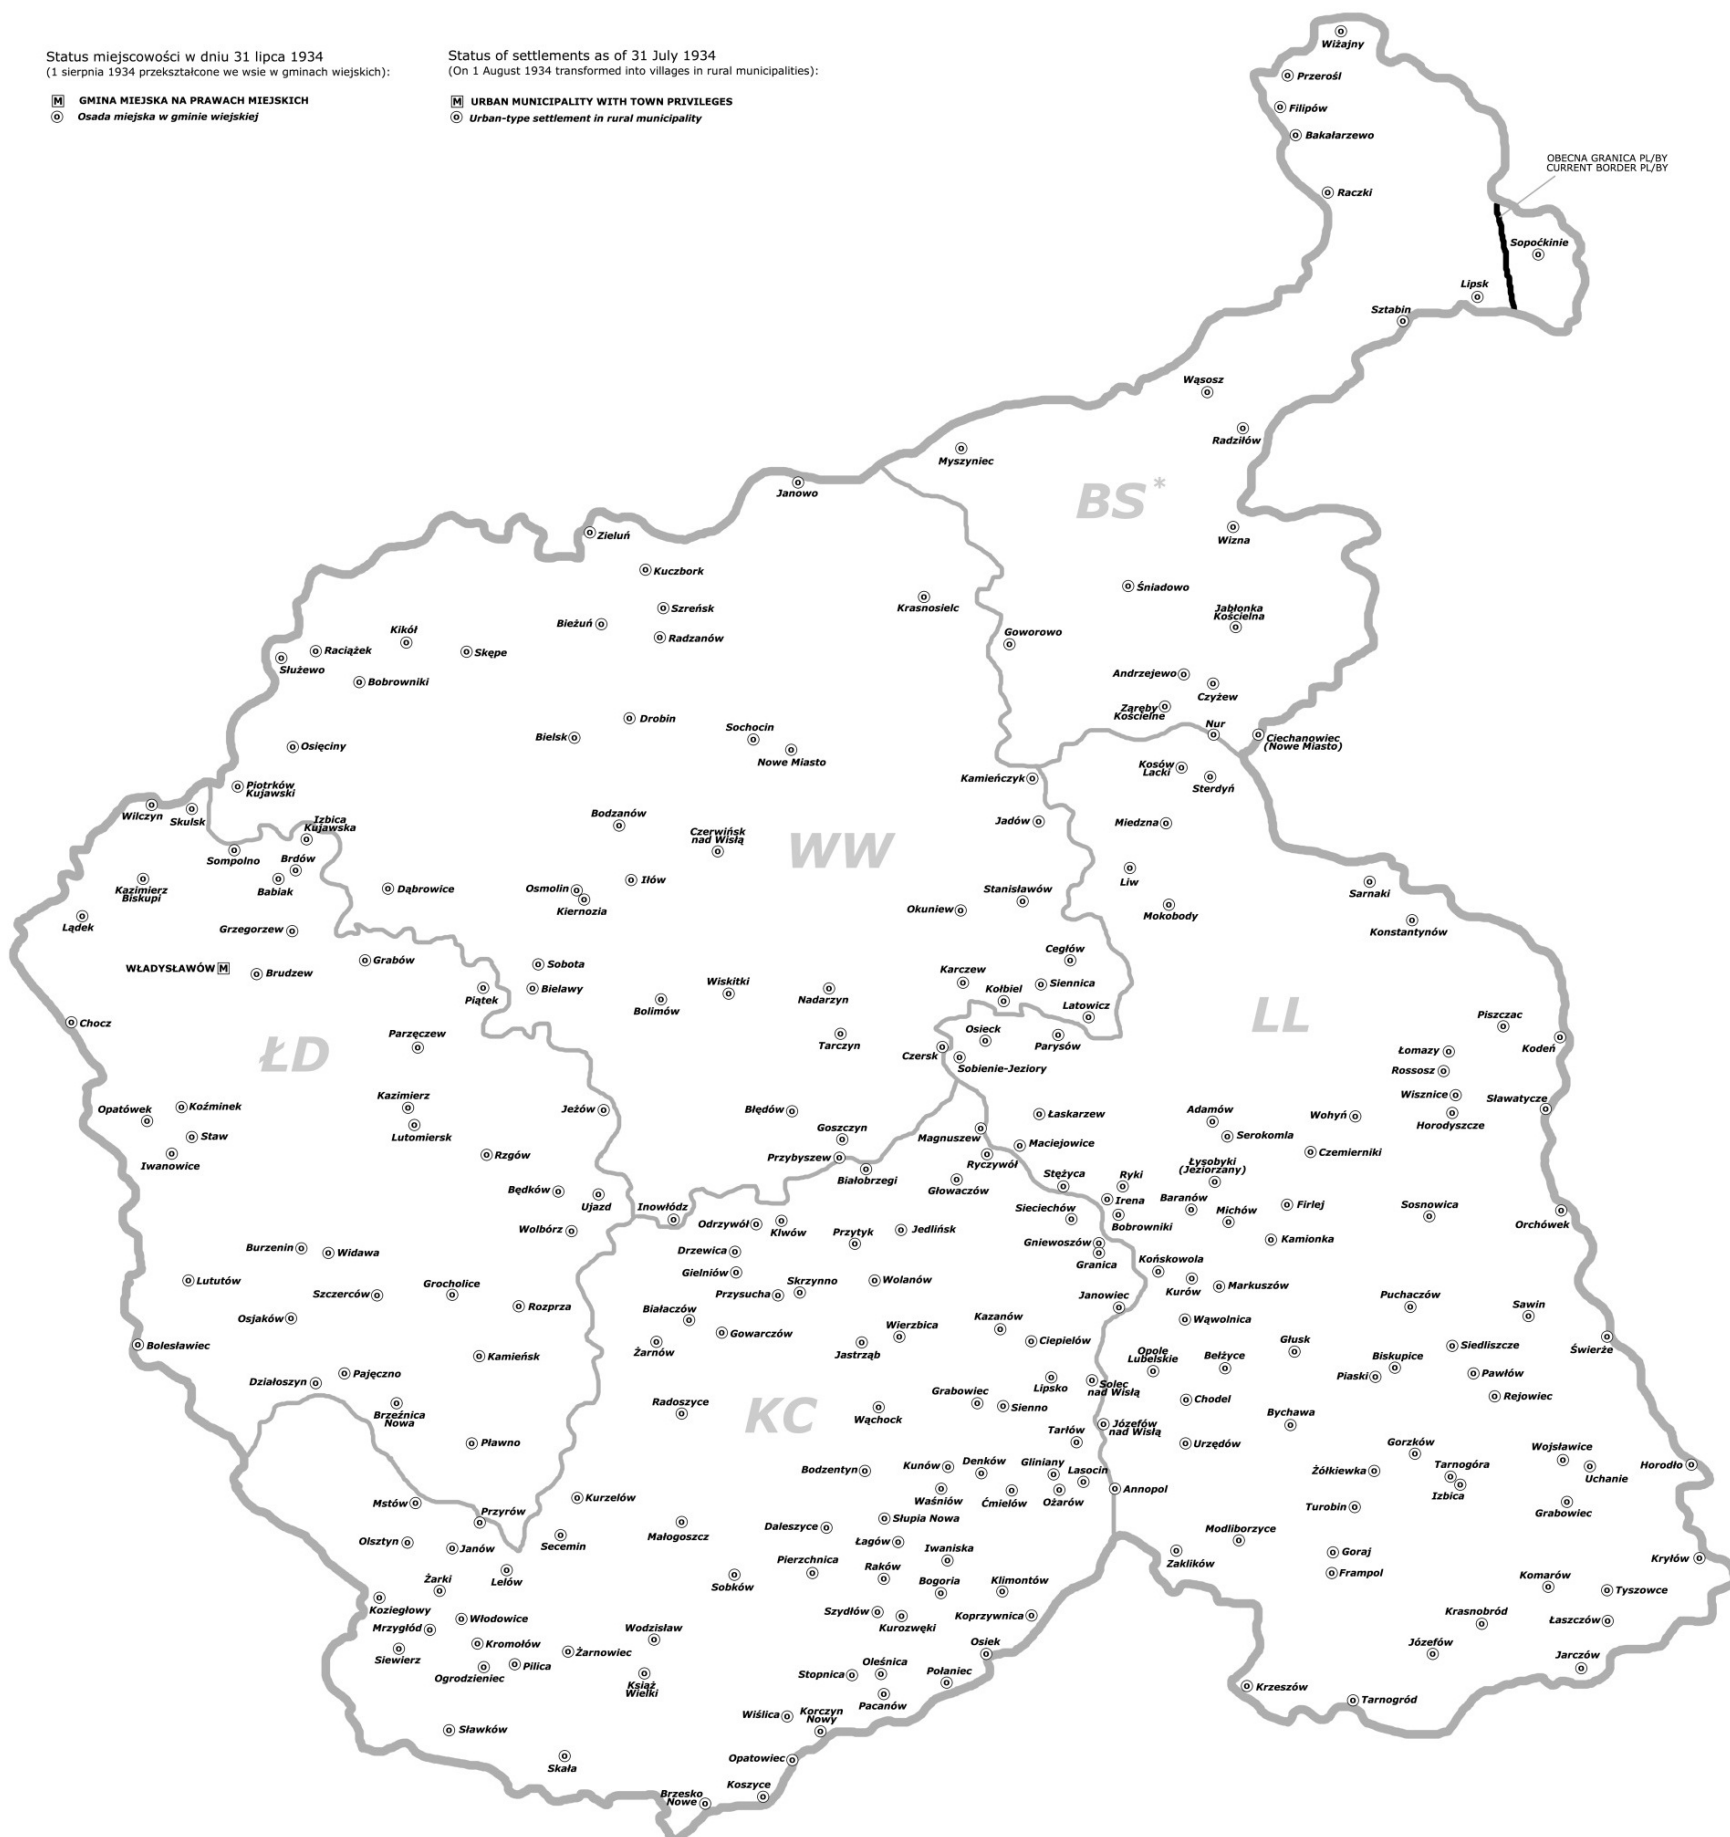 Status miejscowości w dniu 31 lipca 1934
(1 sierpnia 1934 przekształcone we wsie w gminach wiejskich):
M GMINA MIEJSKA NA PRAWACH MIEJSKICH
Osada miejska w gminie wiejskiej
Status of settlements as of 31 July 1934
(On 1 August 1934 transformed into villages in rural municipalities):
M URBAN MUNICIPALITY WITH TOWN PRIVILEGES
Urban-type settlement in rural municipality
Wiżajny
Przerośl
Filipów
Bakałarzewo
OBECNA GRANICA PL/BY
CURRENT BORDER PL/BY
Raczki
Sopoćkinie
Lipsk
Sztabin
Wąsosz
Radziłów
Myszyniec
Janowo
BS*
Zieluń
Wizna
Kuczbork
Śniadowo
Krasnosielc
Szreńsk
Jabłonka
Kościelna
Bieżuń
Radzanów
Kikół
Goworowo
Raciążek
Skępe
Służewo
Andrzejewo
Bobrowniki
Czyżew
Zaręby
Kościelne
Drobin
Nur
Sochocin
Bielsk
Ciechanowiec
(Nowe Miasto)
Osięciny
Nowe Miasto
Kosów
Lacki
Sterdyń
Kamieńczyk
Piotrków
Kujawski
Wilczyn
Skulsk
Izbica
Kujawska
Bodzanów
Jadów
Miedzna
Czerwińsk
nad Wisłą
WW
Sompolno
Brdów
Babiak
Kazimierz
Biskupi
Dąbrowice
Osmolin
Iłów
Kiernozia
Stanisławów
Liw
Sarnaki
Okuniew
Mokobody
Lądek
Konstantynów
Grzegorzew
Cegłów
WŁADYSŁAWÓW M
Brudzew
Grabów
Sobota
Karczew
Siennica
Piątek
Bielawy
Wiskitki
Nadarzyn
Kołbiel
Bolimów
Latowicz
LL
Chocz
Piszczac
Parzęczew
Tarczyn
Osieck
Parysów
Kodeń
ŁD
Czersk
Sobienie-Jeziory
Łomazy
Rossosz
Wisznice
Sławatycze
Opatówek
Koźminek
Kazimierz
Jeżów
Błędów
Łaskarzew
Adamów
Wohyń
Horodyszcze
Lutomiersk
Staw
Goszczyn
Magnuszew
Serokomla
Iwanowice
Rzgów
Przybyszew
Maciejowice
Czemierniki
Ryczywół
Białobrzegi
Łysobyki
(Jeziorzany)
Będków
Ujazd
Głowaczów
Stężyca
Ryki
Irena
Baranów
Firlej
Sosnowica
Inowłódz
Sieciechów
Bobrowniki
Michów
Orchówek
Wolbórz
Odrzywół
Klwów
Przytyk
Jedlińsk
Gniewoszów
Kamionka
Burzenin
Widawa
Drzewica
Granica
Końskowola
Lututów
Gielniów
Wolanów
Kurów
Markuszów
Szczerców
Grocholice
Przysucha
Skrzynno
Janowiec
Puchaczów
Sawin
Rozprza
Osjaków
Białaczów
Wąwolnica
Gowarczów
Wierzbica
Kazanów
Ciepielów
Głusk
Siedliszcze
Świerże
Bolesławiec
Żarnów
Jastrząb
Kamieńsk
Opole
Lubelskie
Bełżyce
Biskupice
Piaski
Pawłów
Pajęczno
Działoszyn
Lipsko
Solec
nad Wisłą
Brzeźnica
Nowa
Radoszyce
KC
Wąchock
Grabowiec
Sienno
Chodel
Rejowiec
Bychawa
Józefów
nad Wisłą
Pławno
Tarłów
Urzędów
Gorzków
Wojsławice
Bodzentyn
Kunów
Denków
Gliniany
Lasocin
Żółkiewka
Tarnogóra
Izbica
Uchanie
Horodło
Waśniów
Ćmielów
Ożarów
Annopol
Mstów
Kurzelów
Turobin
Grabowiec
Przyrów
Małogoszcz
Daleszyce
Słupia Nowa
Olsztyn
Janów
Secemin
Łagów
Modliborzyce
Zaklików
Goraj
Iwaniska
Kryłów
Lelów
Sobków
Pierzchnica
Raków
Frampol
Żarki
Bogoria
Klimontów
Komarów
Tyszowce
Koziegłowy
Szydłów
Kurozwęki
Koprzywnica
Włodowice
Krasnobród
Łaszczów
Mrzygłód
Wodzisław
Siewierz
Kromołów
Żarnowiec
Osiek
Józefów
Jarczów
Ogrodzieniec
Pilica
Książ
Wielki
Stopnica
Oleśnica
Połaniec
Krzeszów
Pacanów
Tarnogród
Sławków
Wiślica
Korczyn
Nowy
Skała
Opatowiec
Koszyce
Brzesko
Nowe